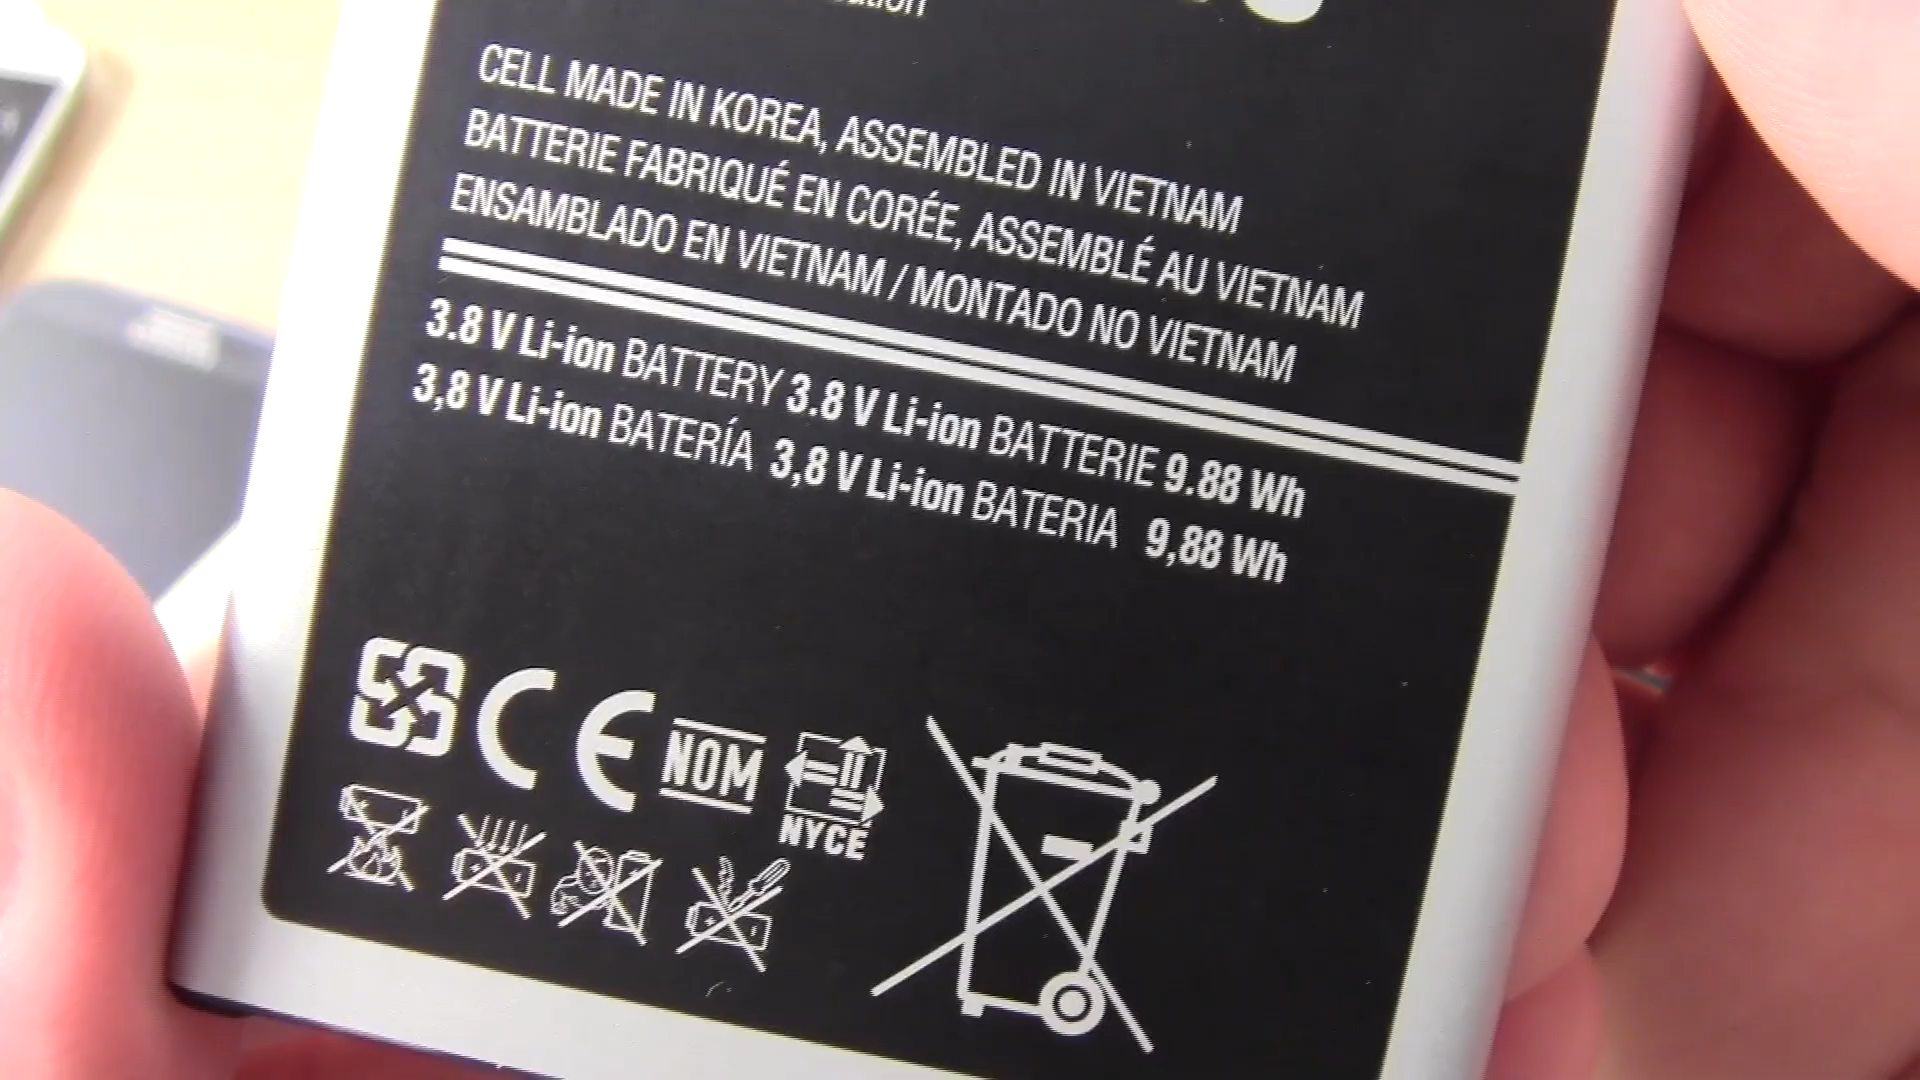 CELL MADE IN KOREA, ASSEMBLED IN VIETNAM
BATTERIE FABRIQUÉ EN CORÉE, ASSEMBLÉ AU VIETNAM
ENSAMBLADO EN VIETNAM / MONTADO NO VIETNAM
3.8 V Li-ion BATTERY 3.8 V Li-ion BATTERIE 9.88 Wh
3,8 V Li-ion BATERÍA 3,8 V Li-ion BATERIA 9,88 Wh
CE NOM
NYCE